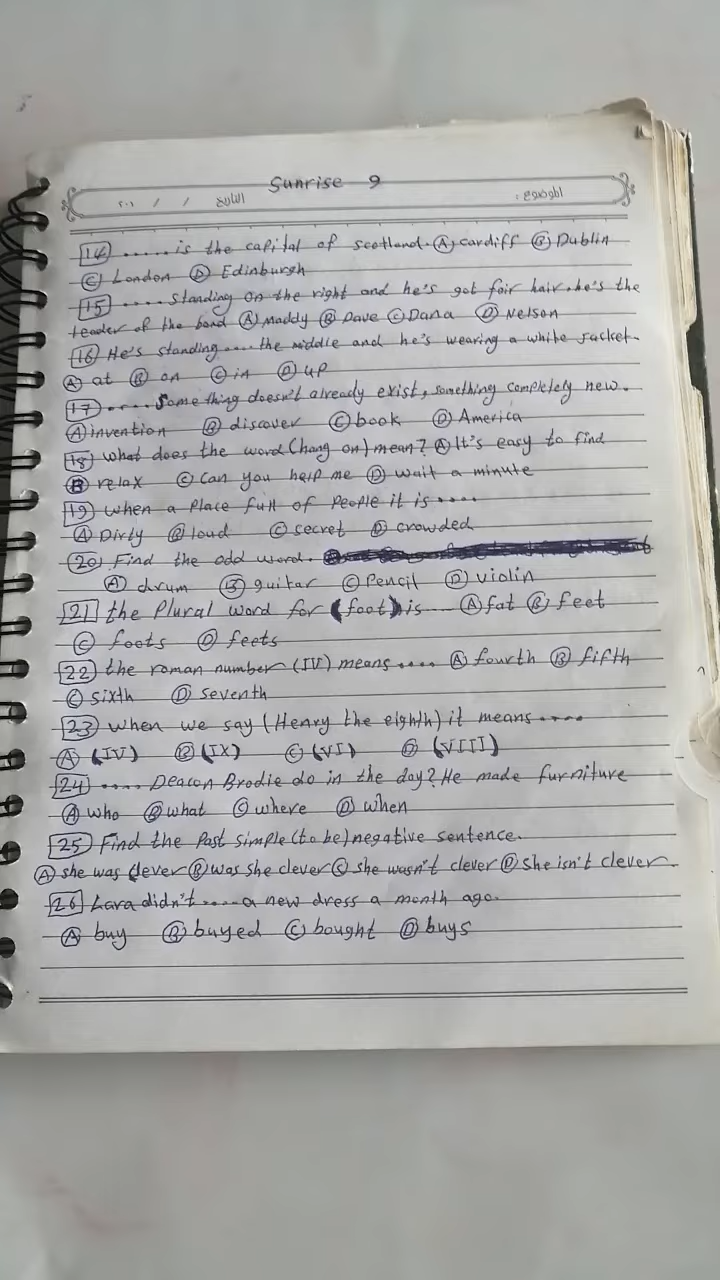 Sunrise 9
الموضوع : التاريخ / / ٢٠١
14 ...... is the capital of scotland. Ⓐ cardiff Ⓑ Dublin
Ⓒ London Ⓓ Edinburgh
15 .... standing on the right and he's got fair hair. he's the
leader of the band Ⓐ Maddy Ⓑ Dave Ⓒ Dana Ⓓ Nelson
16 He's standing .... the middle and he's wearing a white jacket.
Ⓐ at Ⓑ on Ⓒ in Ⓓ up
17 .... Some thing doesn't already exist, something completely new.
Ⓐ invention Ⓑ discover Ⓒ book Ⓓ America
18 what does the word (hang on) mean? Ⓐ It's easy to find
Ⓑ relax Ⓒ can you help me Ⓓ wait a minute
19 when a Place full of People it is ....
Ⓐ Dirty Ⓑ loud Ⓒ secret Ⓓ crowded
20 Find the odd word.
Ⓐ drum Ⓑ guitar Ⓒ Pencil Ⓓ violin
21 the Plural word for (foot) is .... Ⓐ fat Ⓑ feet
Ⓒ foots Ⓓ feets
22 the roman number (IV) means .... Ⓐ fourth Ⓑ fifth
Ⓒ sixth Ⓓ seventh
23 when we say (Henry the eighth) it means ....
Ⓐ (IV) Ⓑ (IX) Ⓒ (VI) Ⓓ (VIII)
24 .... Deacon Brodie do in the day? He made furniture
Ⓐ who Ⓑ what Ⓒ where Ⓓ when
25 Find the Past simple (to be) negative sentence.
Ⓐ she was clever Ⓑ was she clever Ⓒ she wasn't clever Ⓓ she isn't clever.
26 Lara didn't .... a new dress a month ago.
Ⓐ buy Ⓑ buyed Ⓒ bought Ⓓ buys